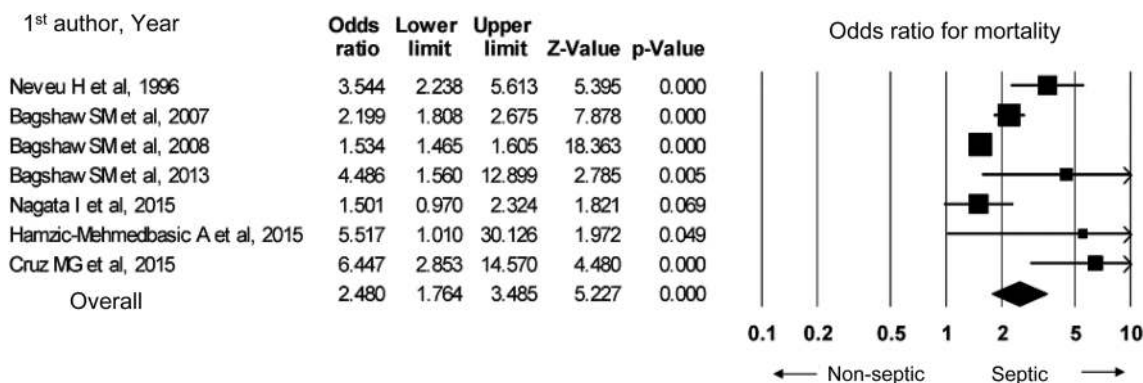 1st author, Year Odds ratio Lower limit Upper limit Z-Value p-Value Odds ratio for mortality
Neveu H et al, 1996 3.544 2.238 5.613 5.395 0.000
Bagshaw SM et al, 2007 2.199 1.808 2.675 7.878 0.000
Bagshaw SM et al, 2008 1.534 1.465 1.605 18.363 0.000
Bagshaw SM et al, 2013 4.486 1.560 12.899 2.785 0.005
Nagata I et al, 2015 1.501 0.970 2.324 1.821 0.069
Hamzic-Mehmedbasic A et al, 2015 5.517 1.010 30.126 1.972 0.049
Cruz MG et al, 2015 6.447 2.853 14.570 4.480 0.000
Overall 2.480 1.764 3.485 5.227 0.000
0.1 0.2 0.5 1 2 5 10
Non-septic Septic